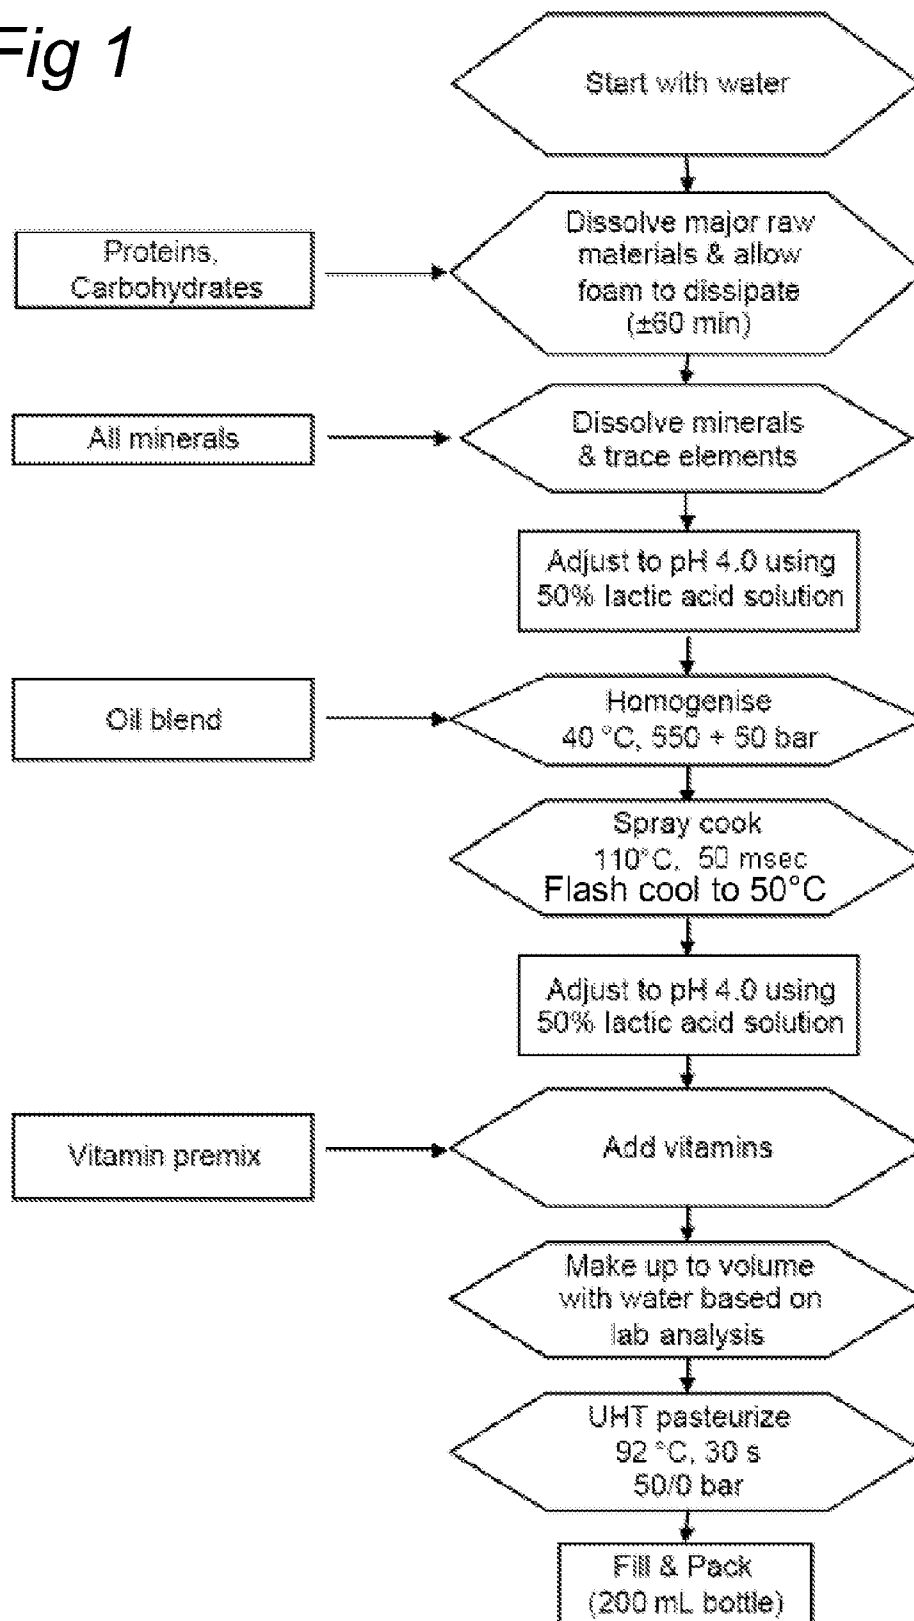 Fig 1
Start with water
Proteins,
Carbohydrates
Dissolve major raw
materials & allow
foam to dissipate
(±60 min)
All minerals
Dissolve minerals
& trace elements
Adjust to pH 4.0 using
50% lactic acid solution
Oil blend
Homogenise
40 °C, 550 + 50 bar
Spray cook
110°C, 50 msec
Flash cool to 50°C
Adjust to pH 4.0 using
50% lactic acid solution
Vitamin premix
Add vitamins
Make up to volume
with water based on
lab analysis
UHT pasteurize
92 °C, 30 s
50/0 bar
Fill & Pack
(200 mL bottle)